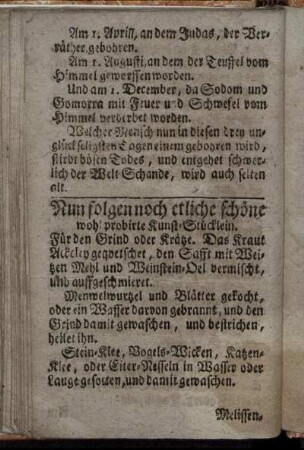 Am 1. Aprill, an dem Judas, der Ver-
räther gebohren.
Am 1. Augusti, an dem der Teuffel vom
Himmel geworffen worden.
Und am 1. December, da Sodom und
Gomorra mit Feuer und Schwefel vom
Himmel verderbet worden.
Welcher Mensch nun in diesen drey un-
glückseligsten Tagen einem gebohren wird,
stirbt bösen Todes, und entgehet schwer-
lich der Welt Schande, wird auch selten
alt.
Nun folgen noch etliche schöne
wohl probirte Kunst-Stücklein.
Für den Grind oder Krätze. Das Kraut
Ackeley gequetschet, den Safft mit Wei-
tzen Mehl und Weinstein-Oel vermischt,
und auffgeschmieret.
Menwelwurtzel und Blätter gekocht,
oder ein Wasser darvon gebrannt, und den
Grind damit gewaschen, und bestrichen,
heilet ihn.
Stein-Klee, Vogels-Wicken, Katzen-
Klee, oder Eiter-Nesseln in Wasser oder
Lauge gesotten, und damit gewaschen.
Melissen-